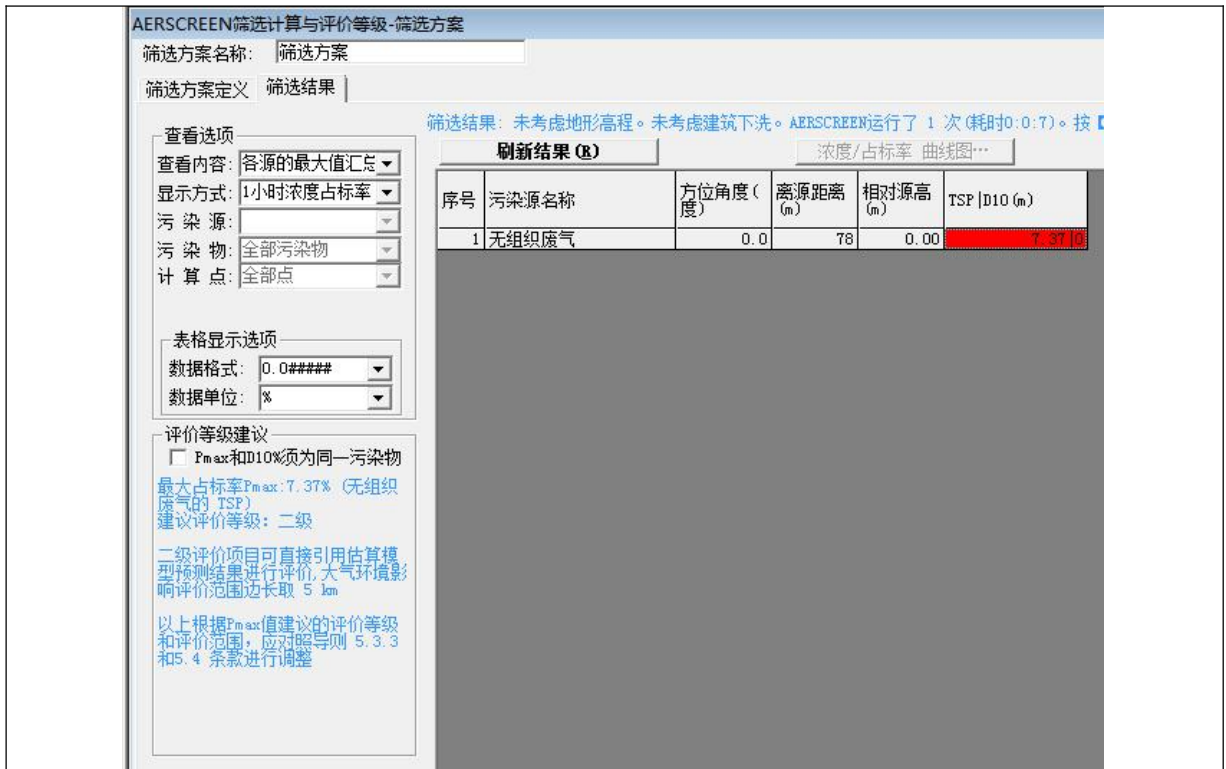 AERSCREEN筛选计算与评价等级-筛选方案
筛选方案名称: 筛选方案
筛选方案定义 筛选结果
筛选结果: 未考虑地形高程。未考虑建筑下洗。AERSCREEN运行了 1 次(耗时0:0:7)。按
查看选项
刷新结果(R) 浓度/占标率 曲线图…
查看内容: 各源的最大值汇总
显示方式: 1小时浓度占标率
污 染 源:
污 染 物: 全部污染物
计 算 点: 全部点
序号 污染源名称 方位角度(度) 离源距离(m) 相对源高(m) TSP|D10(m)
1 无组织废气 0.0 78 0.00 7.37|0
表格显示选项
数据格式: 0.0#####
数据单位: %
评价等级建议
Pmax和D10%须为同一污染物
最大占标率Pmax:7.37% (无组织
废气的 TSP)
建议评价等级: 二级
二级评价项目可直接引用估算模
型预测结果进行评价,大气环境影
响评价范围边长取 5 km
以上根据Pmax值建议的评价等级
和评价范围,应对照导则 5.3.3
和5.4 条款进行调整